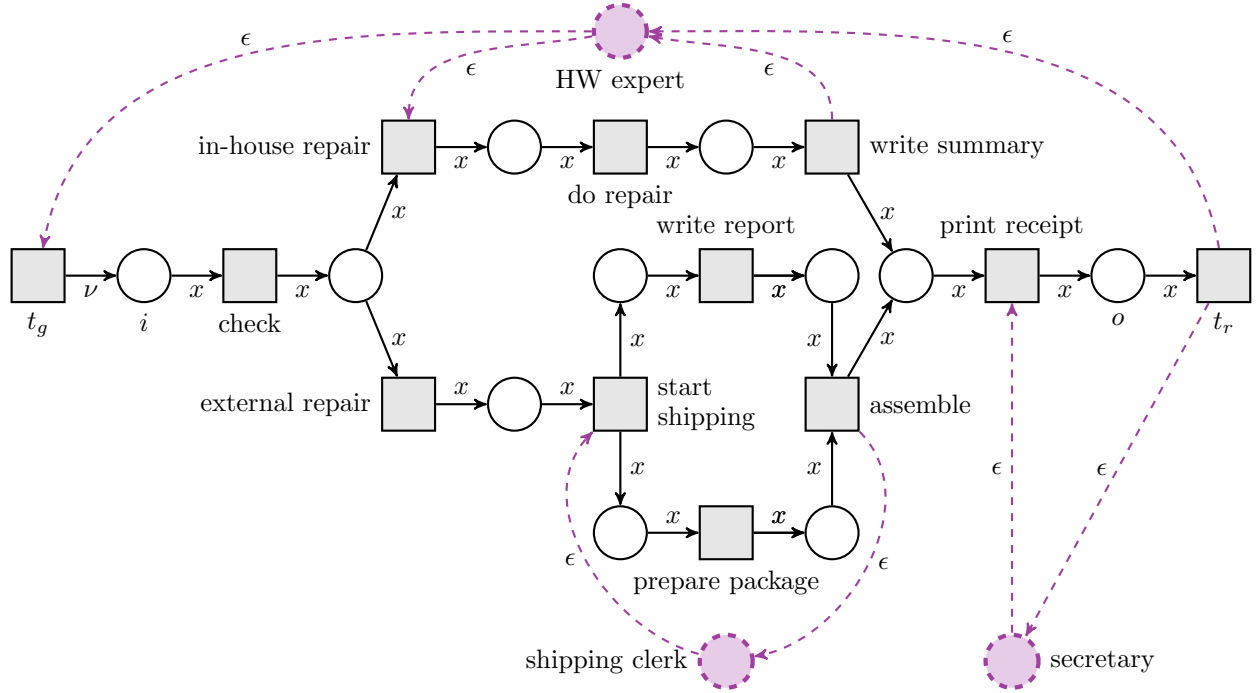 ϵ
ϵ
ϵ
ϵ
HW expert
in-house repair
x
x
x
x
write summary
do repair
x
x
write report
print receipt
ν
x
x
x
x
x
x
x
t_g
i
check
o
t_r
x
x
x
x
external repair
x
x
start
shipping
assemble
x
x
ϵ
ϵ
x
x
ϵ
ϵ
prepare package
shipping clerk
secretary